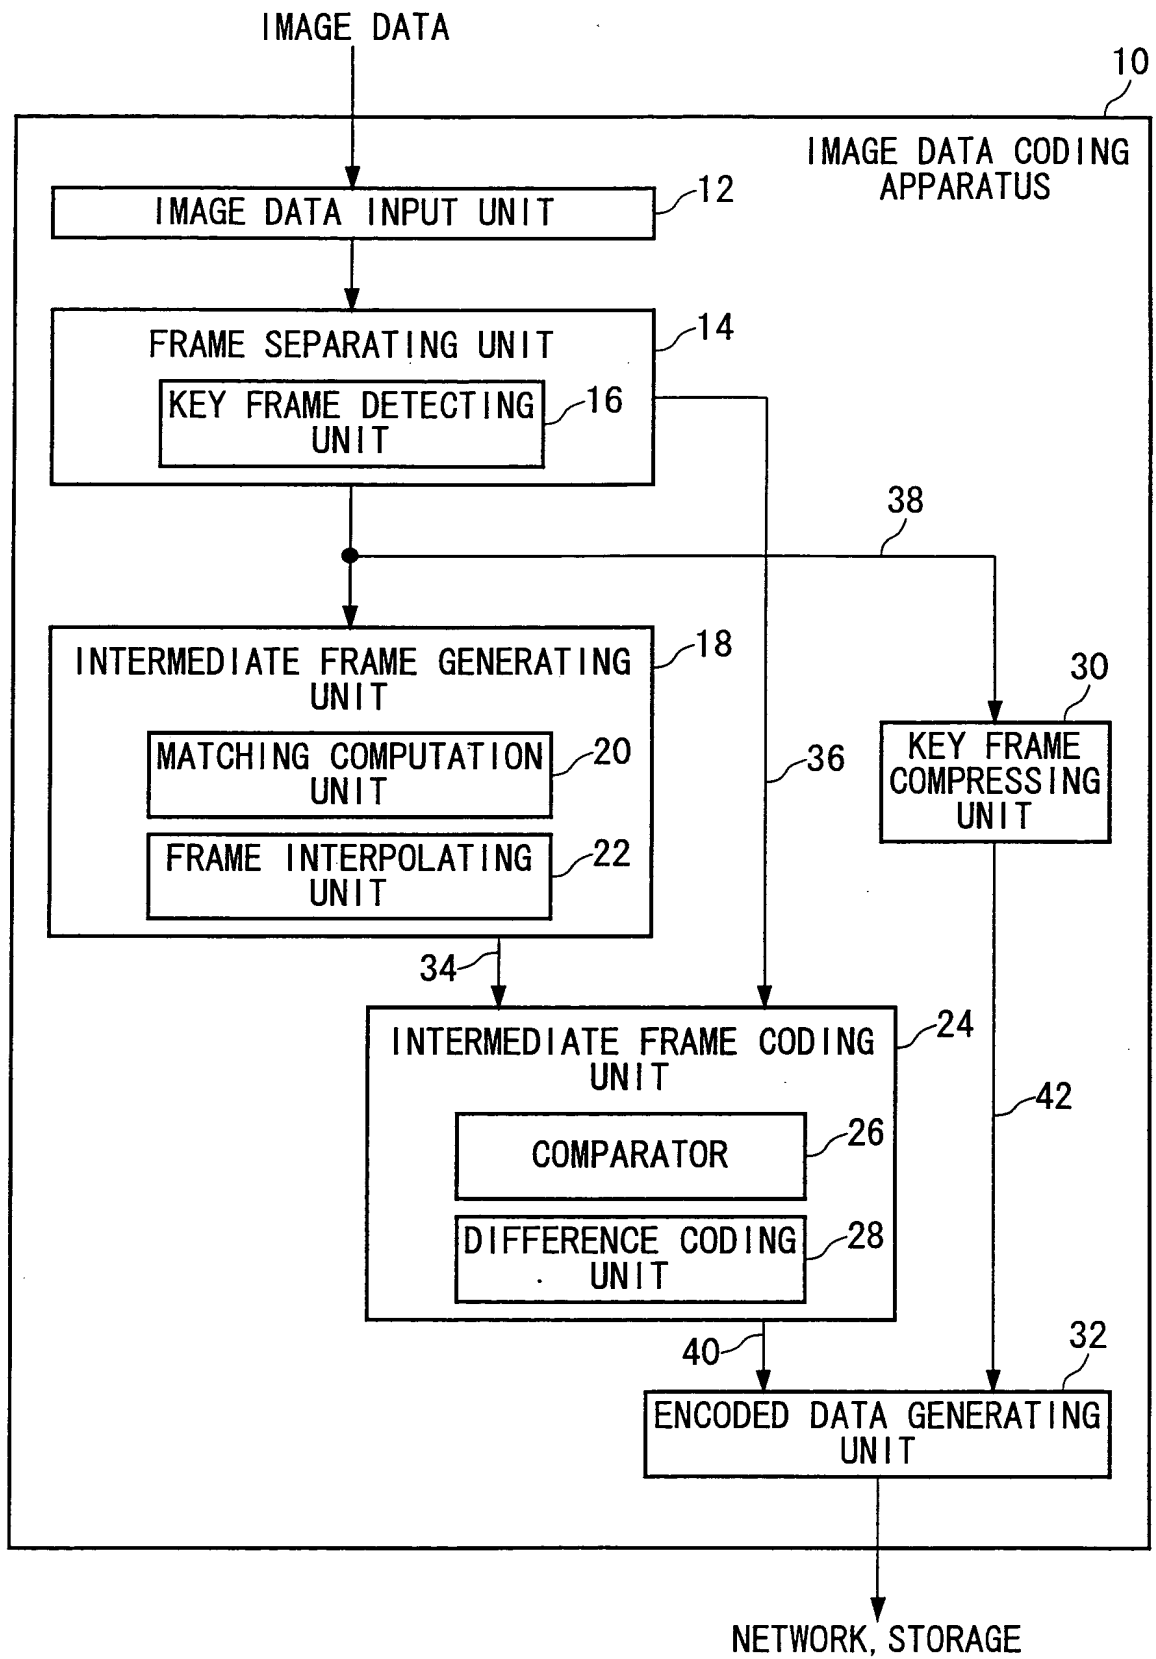 IMAGE DATA
10
IMAGE DATA CODING
APPARATUS
12
IMAGE DATA INPUT UNIT
14
FRAME SEPARATING UNIT
16
KEY FRAME DETECTING
UNIT
38
18
INTERMEDIATE FRAME GENERATING
UNIT
30
KEY FRAME
COMPRESSING
UNIT
20
MATCHING COMPUTATION
UNIT
36
22
FRAME INTERPOLATING
UNIT
34
24
INTERMEDIATE FRAME CODING
UNIT
42
26
COMPARATOR
28
DIFFERENCE CODING
UNIT
40
32
ENCODED DATA GENERATING
UNIT
NETWORK, STORAGE